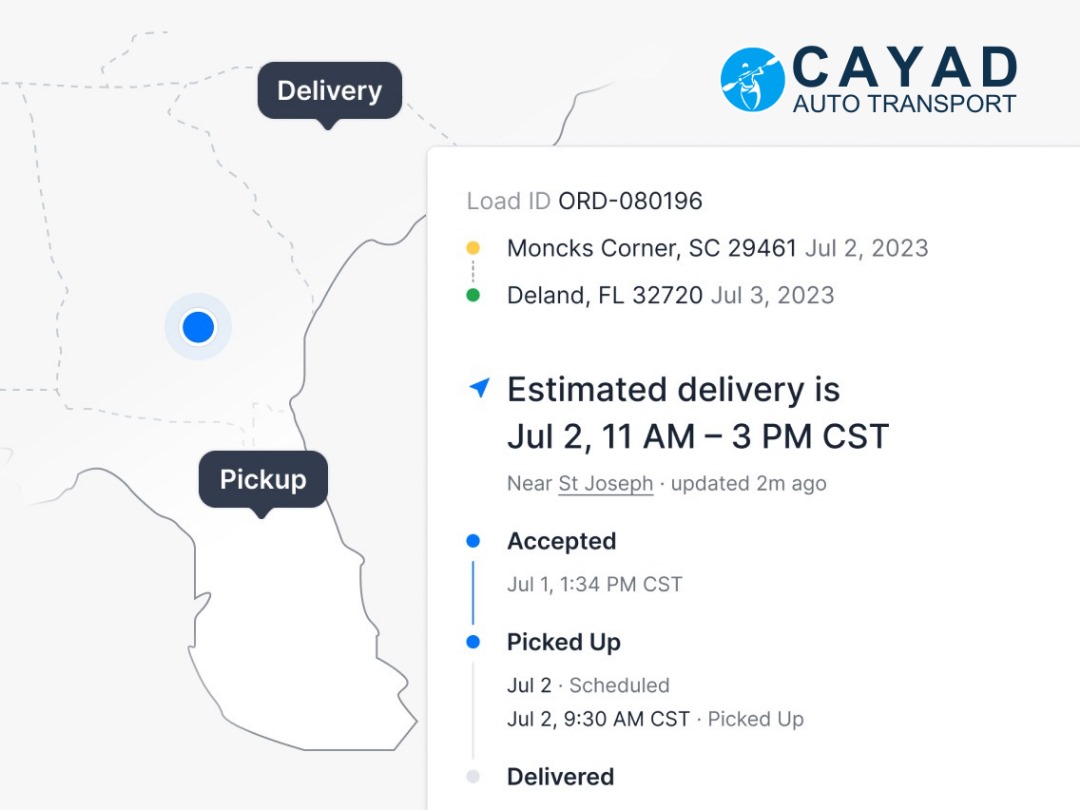 Delivery
Pickup
CAYAD
AUTO TRANSPORT
Load ID ORD-080196
Moncks Corner, SC 29461 Jul 2, 2023
Deland, FL 32720 Jul 3, 2023
Estimated delivery is
Jul 2, 11 AM – 3 PM CST
Near St Joseph · updated 2m ago
Accepted
Jul 1, 1:34 PM CST
Picked Up
Jul 2 · Scheduled
Jul 2, 9:30 AM CST · Picked Up
Delivered